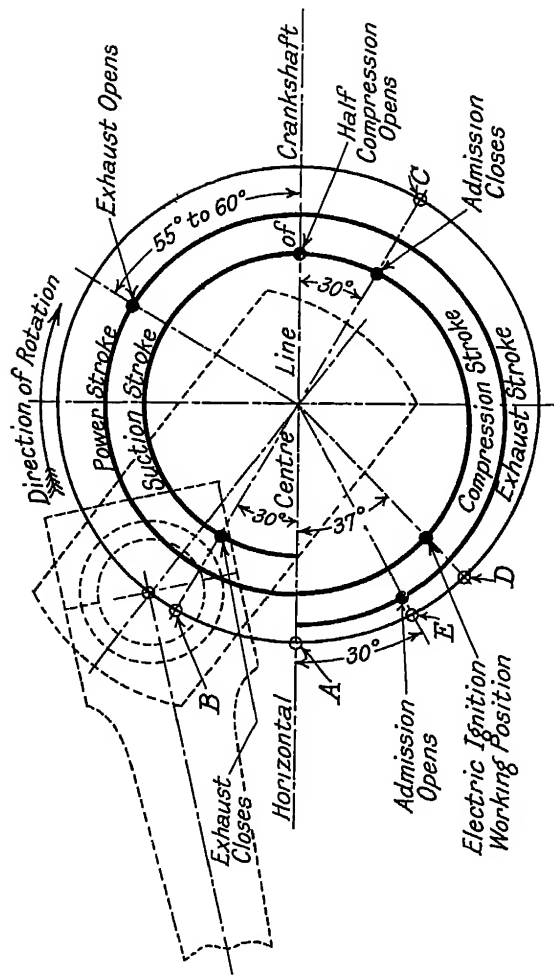 Direction of Rotation
Exhaust Opens
55° to 60°
Power Stroke
Suction Stroke
Horizontal
Centre
Line
of
Crankshaft
Half
Compression
Opens
30°
Admission
Closes
C
30°
37°
B
Exhaust
Closes
A
30°
E
D
Compression Stroke
Exhaust Stroke
Admission
Opens
Electric Ignition
Working Position